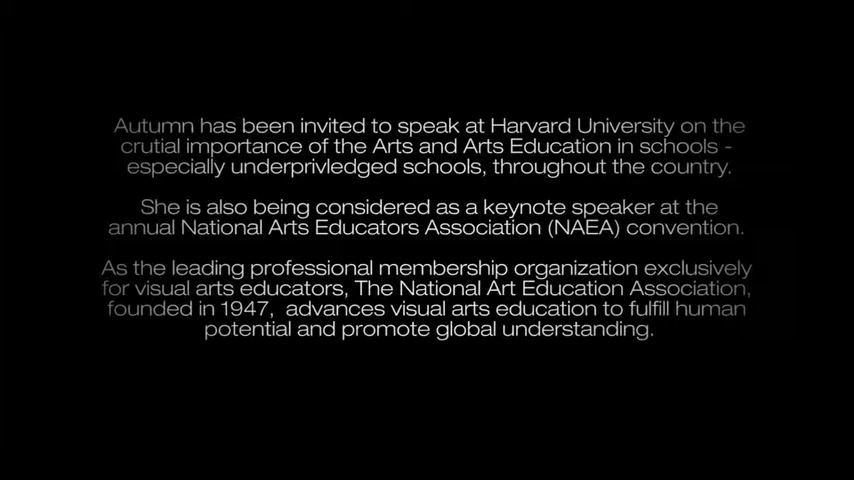 Autumn has been invited to speak at Harvard University on the
crutial importance of the Arts and Arts Education in schools -
especially underprivledged schools, throughout the country.
She is also being considered as a keynote speaker at the
annual National Arts Educators Association (NAEA) convention.
As the leading professional membership organization exclusively
for visual arts educators, The National Art Education Association,
founded in 1947, advances visual arts education to fulfill human
potential and promote global understanding.